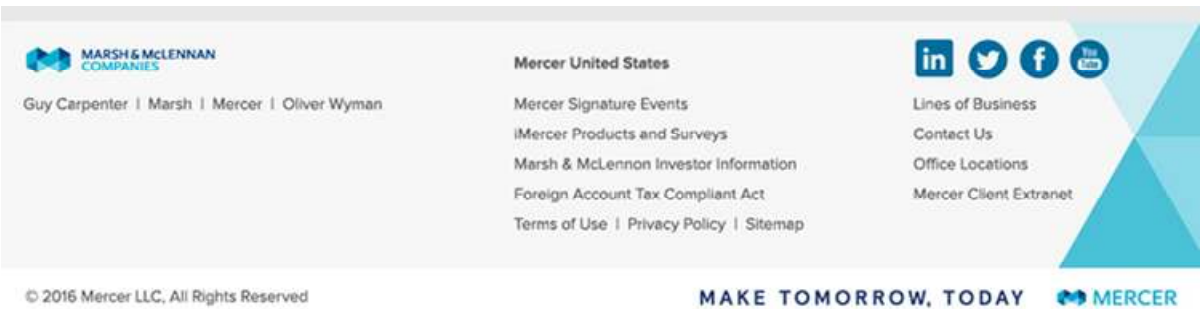 MARSH & McLENNAN
COMPANIES
Guy Carpenter | Marsh | Mercer | Oliver Wyman
Mercer United States
Mercer Signature Events
iMercer Products and Surveys
Marsh & McLennon Investor Information
Foreign Account Tax Compliant Act
Terms of Use | Privacy Policy | Sitemap
in
f
You
Tube
Lines of Business
Contact Us
Office Locations
Mercer Client Extranet
© 2016 Mercer LLC, All Rights Reserved
MAKE TOMORROW, TODAY
MERCER